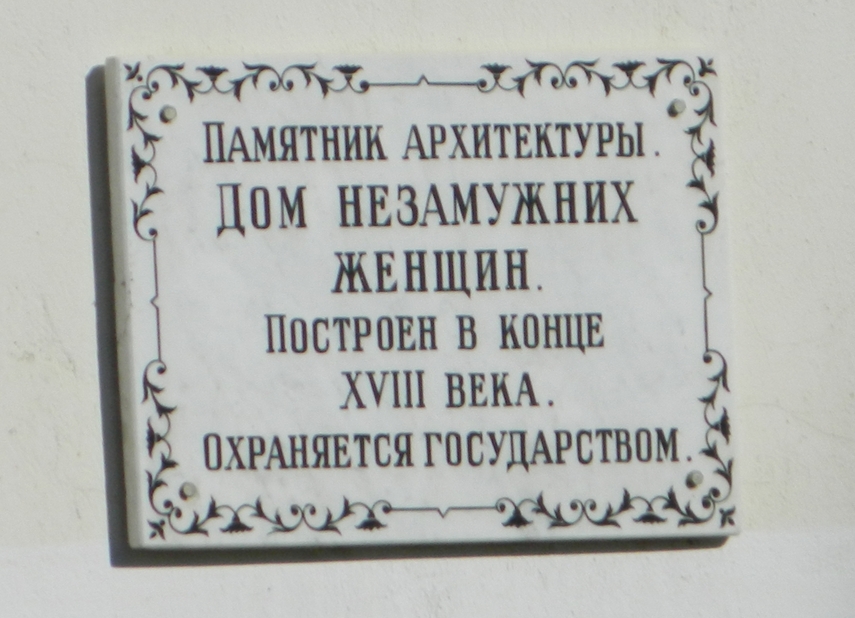 Памятник архитектуры.
Дом незамужних
женщин.
Построен в конце
XVIII века.
Охраняется государством.